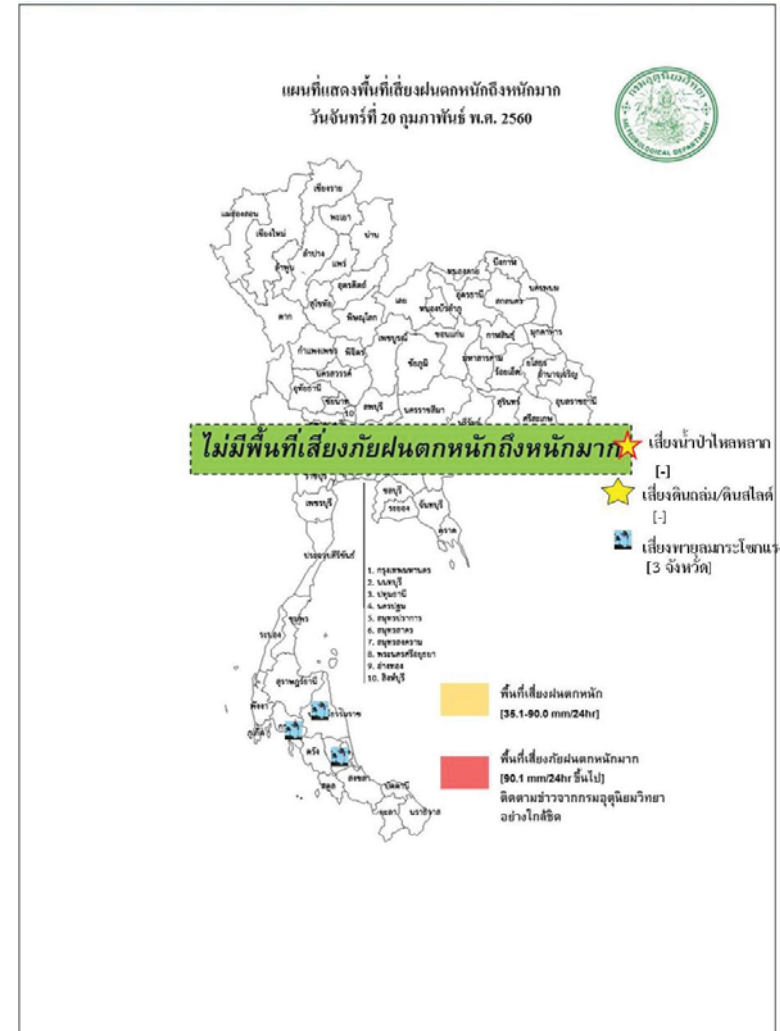 แผนที่แสดงพื้นที่เสี่ยงฝนตกหนักถึงหนักมาก
วันจันทร์ที่ 20 กุมภาพันธ์ พ.ศ. 2560
กรมอุตุนิยมวิทยา
METEOROLOGICAL DEPARTMENT
เชียงราย
แม่ฮ่องสอน
พะเยา
เชียงใหม่
น่าน
ลำปาง
ลำพูน
แพร่
อุตรดิตถ์
เลย
หนองคาย
บึงกาฬ
อุดรธานี
นครพนม
สกลนคร
หนองบัวลำภู
ตาก
สุโขทัย
พิษณุโลก
เพชรบูรณ์
ขอนแก่น
กาฬสินธุ์
มุกดาหาร
กำแพงเพชร
พิจิตร
ชัยภูมิ
มหาสารคาม
ร้อยเอ็ด
ยโสธร
อำนาจเจริญ
นครสวรรค์
อุทัยธานี
ชัยนาท
10
ลพบุรี
นครราชสีมา
สุรินทร์
ศรีสะเกษ
อุบลราชธานี
ไม่มีพื้นที่เสี่ยงภัยฝนตกหนักถึงหนักมาก
เสี่ยงน้ำป่าไหลหลาก
[-]
เสี่ยงดินถล่ม/ดินสไลด์
[-]
เสี่ยงพายุลมกระโชกแร
[3 จังหวัด]
ชลบุรี
ระยอง
จันทบุรี
ตราด
เพชรบุรี
ประจวบคีรีขันธ์
1. กรุงเทพมหานคร
2. นนทบุรี
3. ปทุมธานี
4. นครปฐม
5. สมุทรปราการ
6. สมุทรสาคร
7. สมุทรสงคราม
8. พระนครศรีอยุธยา
9. อ่างทอง
10. สิงห์บุรี
ชุมพร
ระนอง
สุราษฎร์ธานี
พังงา
ภูเก็ต
ตรัง
สตูล
สงขลา
ปัตตานี
ยะลา
นราธิวาส
พื้นที่เสี่ยงฝนตกหนัก
[35.1-90.0 mm/24hr]
พื้นที่เสี่ยงภัยฝนตกหนักมาก
[90.1 mm/24hr ขึ้นไป]
ติดตามข่าวจากกรมอุตุนิยมวิทยา
อย่างใกล้ชิด